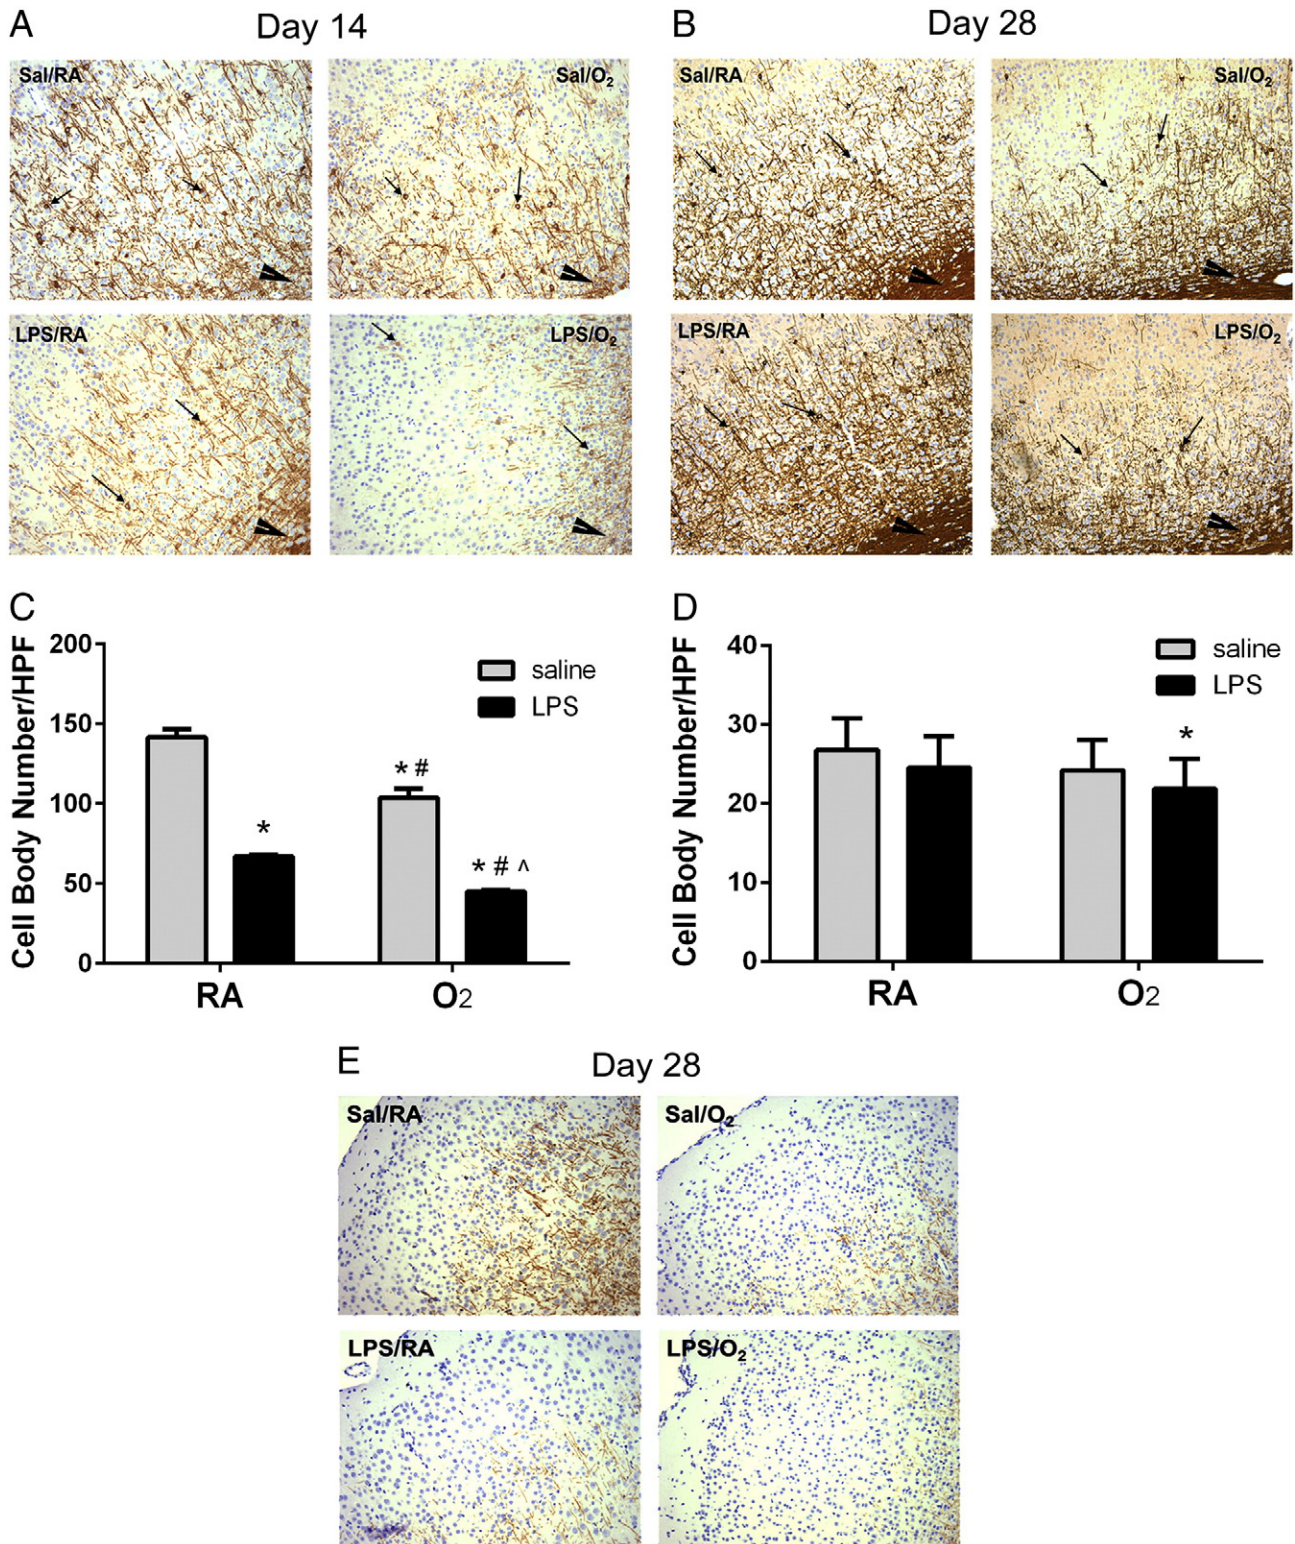 A
Day 14
B
Day 28
Sal/RA
Sal/O₂
Sal/RA
Sal/O₂
LPS/RA
LPS/O₂
LPS/RA
LPS/O₂
C
Cell Body Number/HPF
200
150
100
50
0
saline
LPS
*
* #
* # ^
RA
O2
D
Cell Body Number/HPF
40
30
20
10
0
saline
LPS
*
RA
O2
E
Day 28
Sal/RA
Sal/O₂
LPS/RA
LPS/O₂